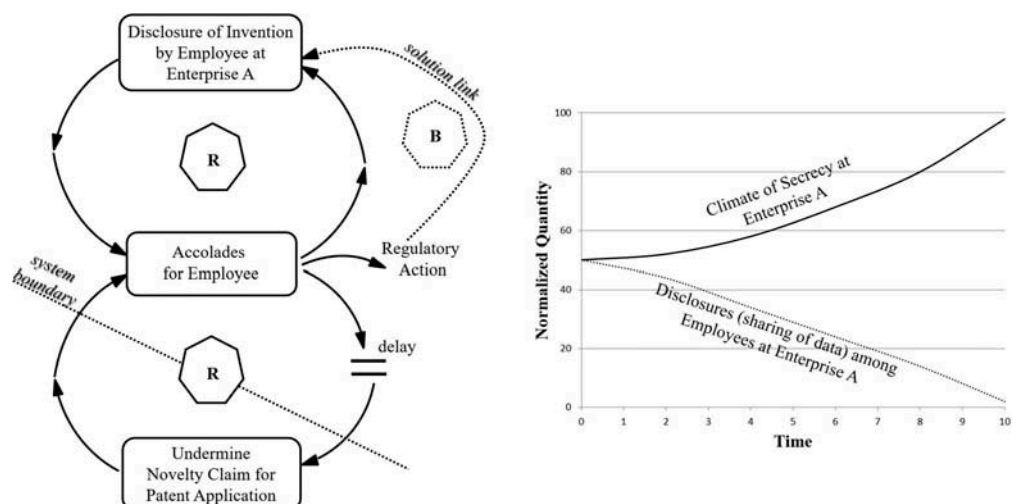 Disclosure of Invention
by Employee at
Enterprise A
solution link
R
B
Accolades
for Employee
Regulatory
Action
system
boundary
delay
R
Undermine
Novelty Claim for
Patent Application
100
80
60
40
20
0
Normalized Quantity
Climate of Secrecy at
Enterprise A
Disclosures (sharing of data) among
Employees at Enterprise A
0 1 2 3 4 5 6 7 8 9 10
Time